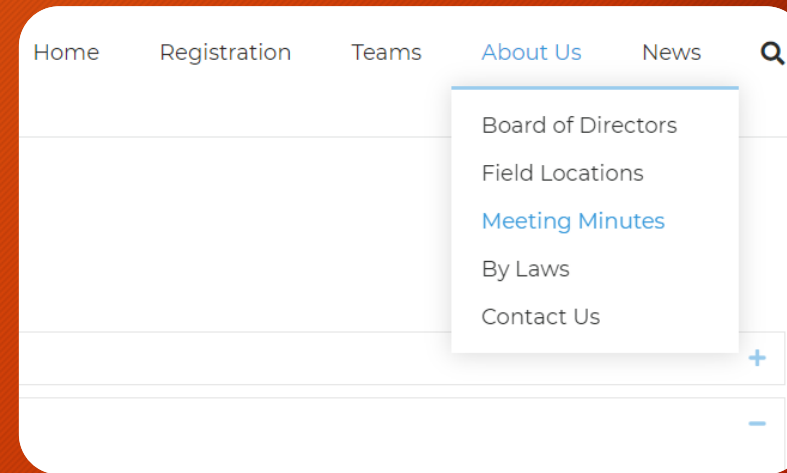 Home Registration Teams About Us News
Board of Directors
Field Locations
Meeting Minutes
By Laws
Contact Us